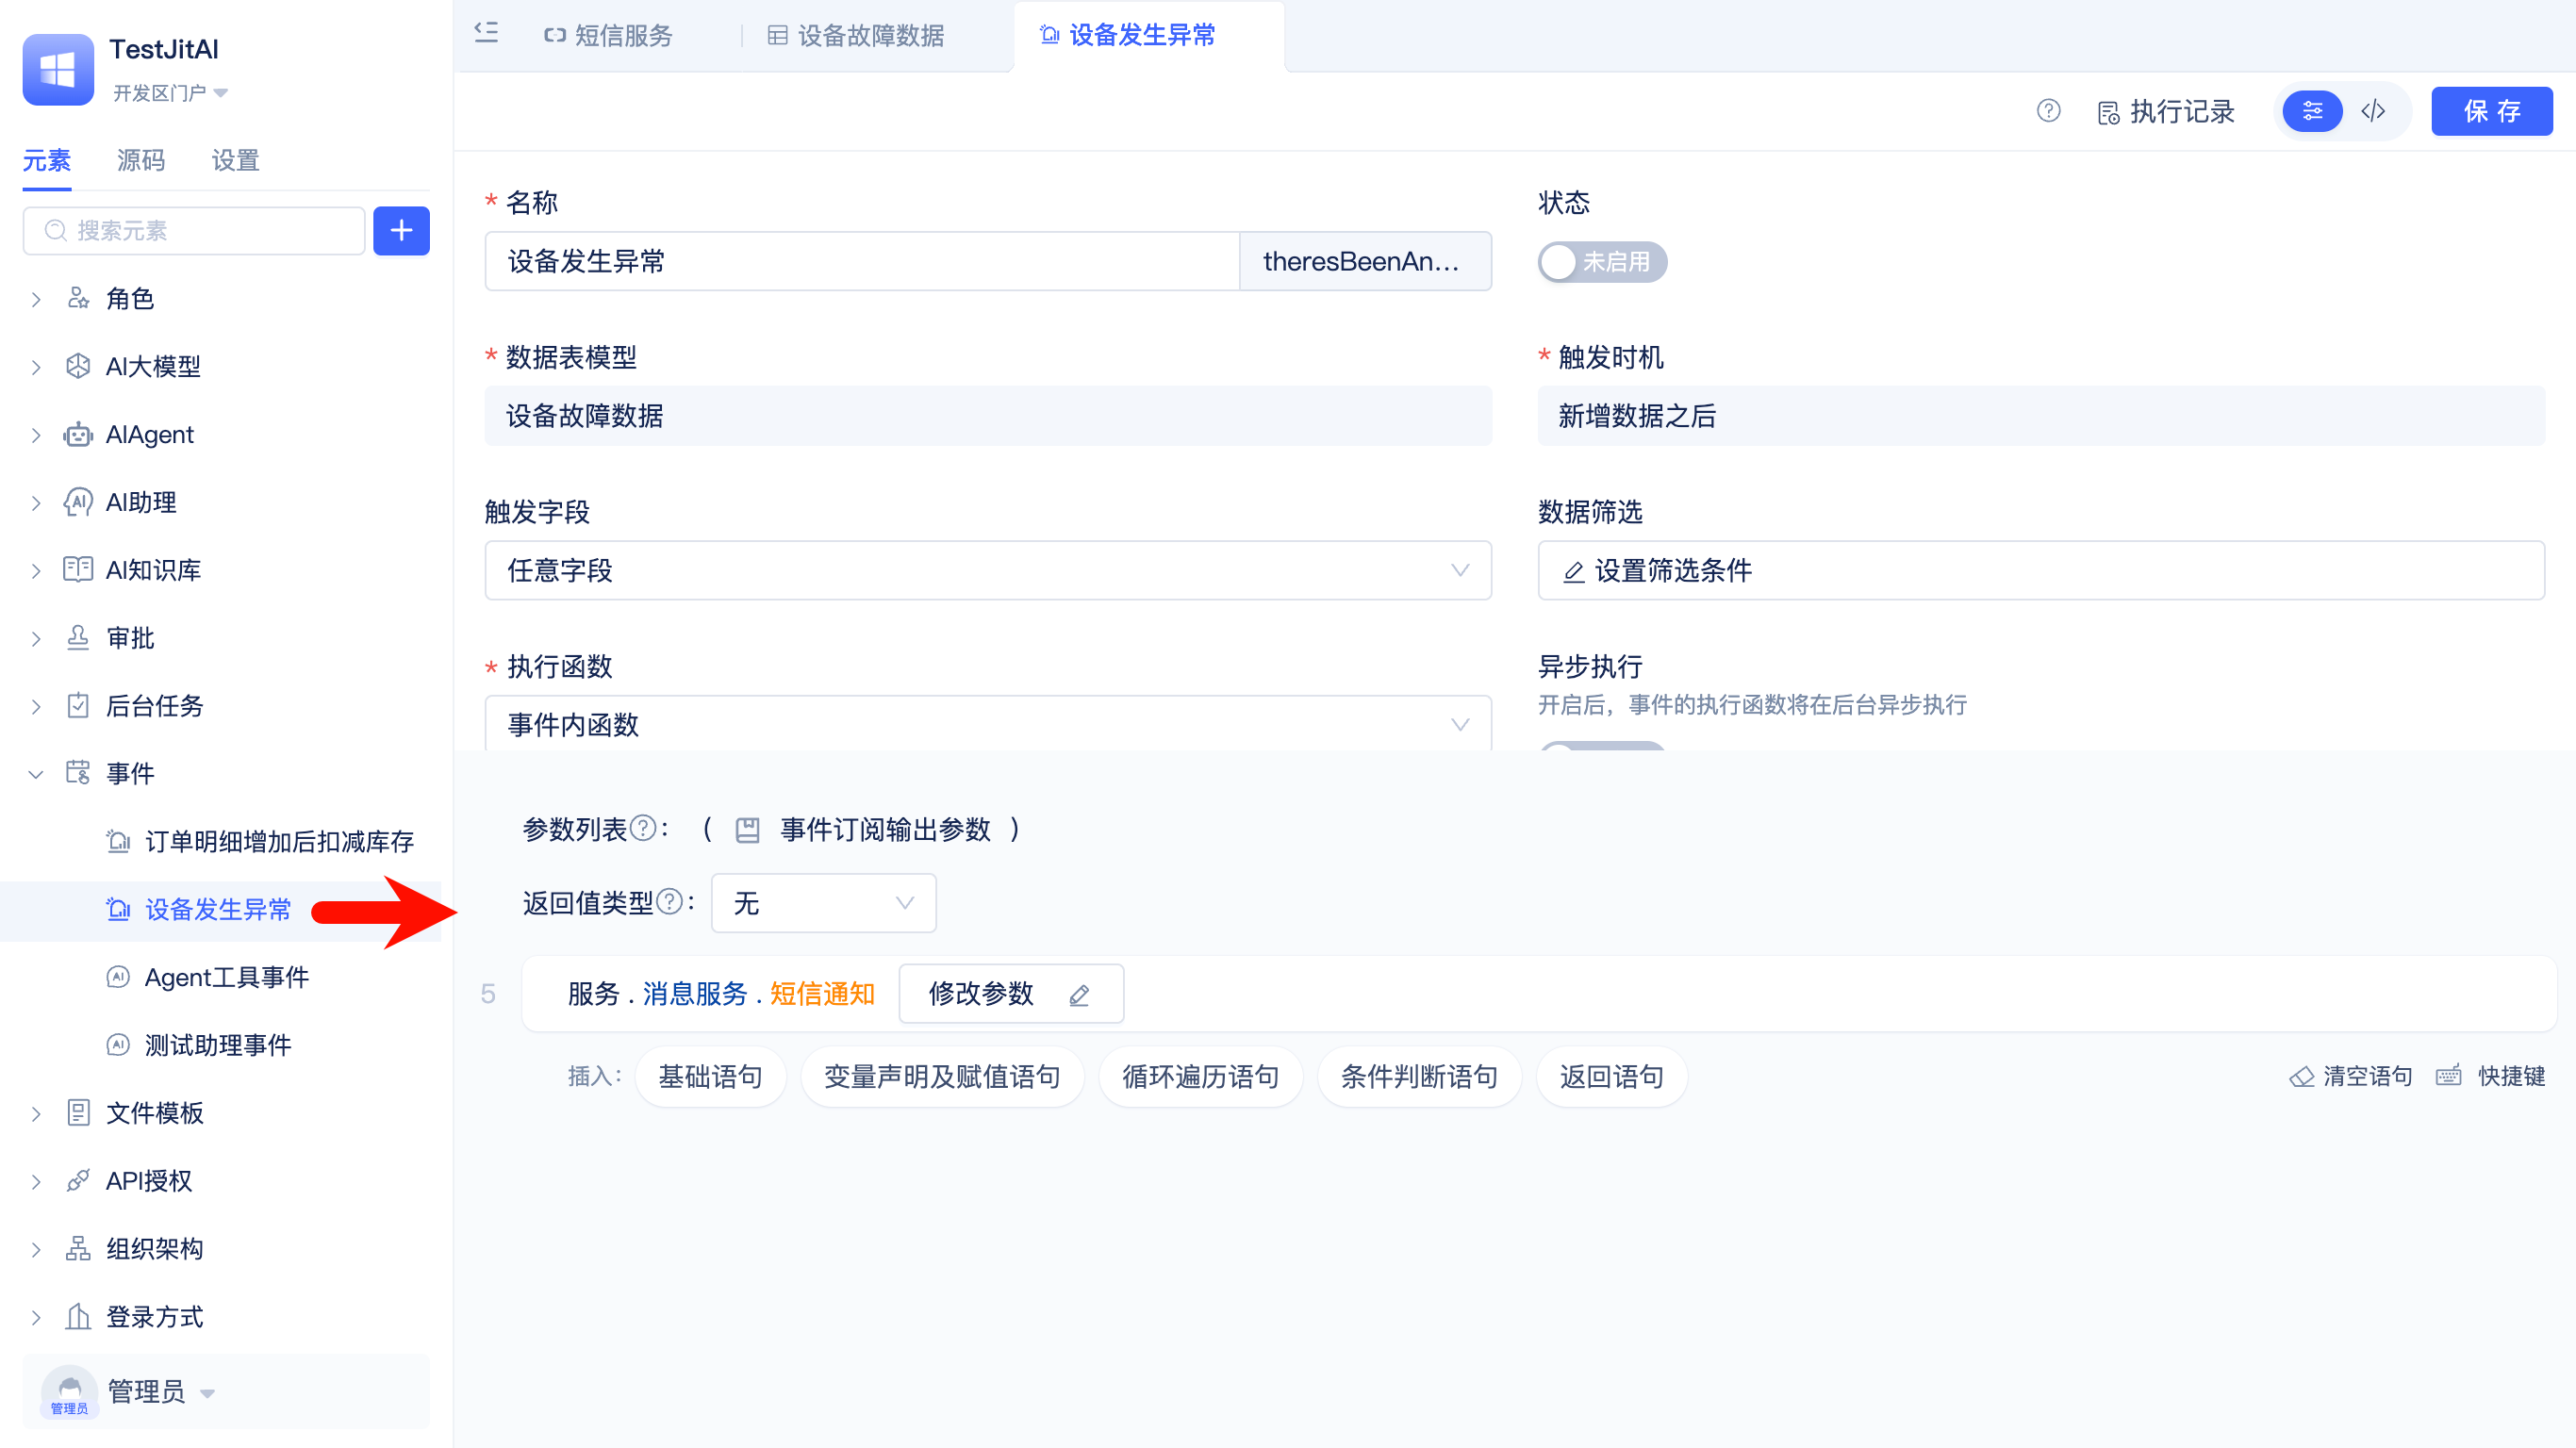 TestJitAI
开发区门户
元素 源码 设置
搜索元素
角色
AI大模型
AIAgent
AI助理
AI知识库
审批
后台任务
事件
订单明细增加后扣减库存
设备发生异常
Agent工具事件
测试助理事件
文件模板
API授权
组织架构
登录方式
管理员
管理员
短信服务 设备故障数据 设备发生异常
执行记录 保存
* 名称
设备发生异常 theresBeenAn...
状态
未启用
* 数据表模型
设备故障数据
* 触发时机
新增数据之后
触发字段
任意字段
数据筛选
设置筛选条件
* 执行函数
事件内函数
异步执行
开启后，事件的执行函数将在后台异步执行
参数列表?： ( 事件订阅输出参数 )
返回值类型?： 无
5 服务 . 消息服务 . 短信通知 修改参数
插入： 基础语句 变量声明及赋值语句 循环遍历语句 条件判断语句 返回语句 清空语句 快捷键